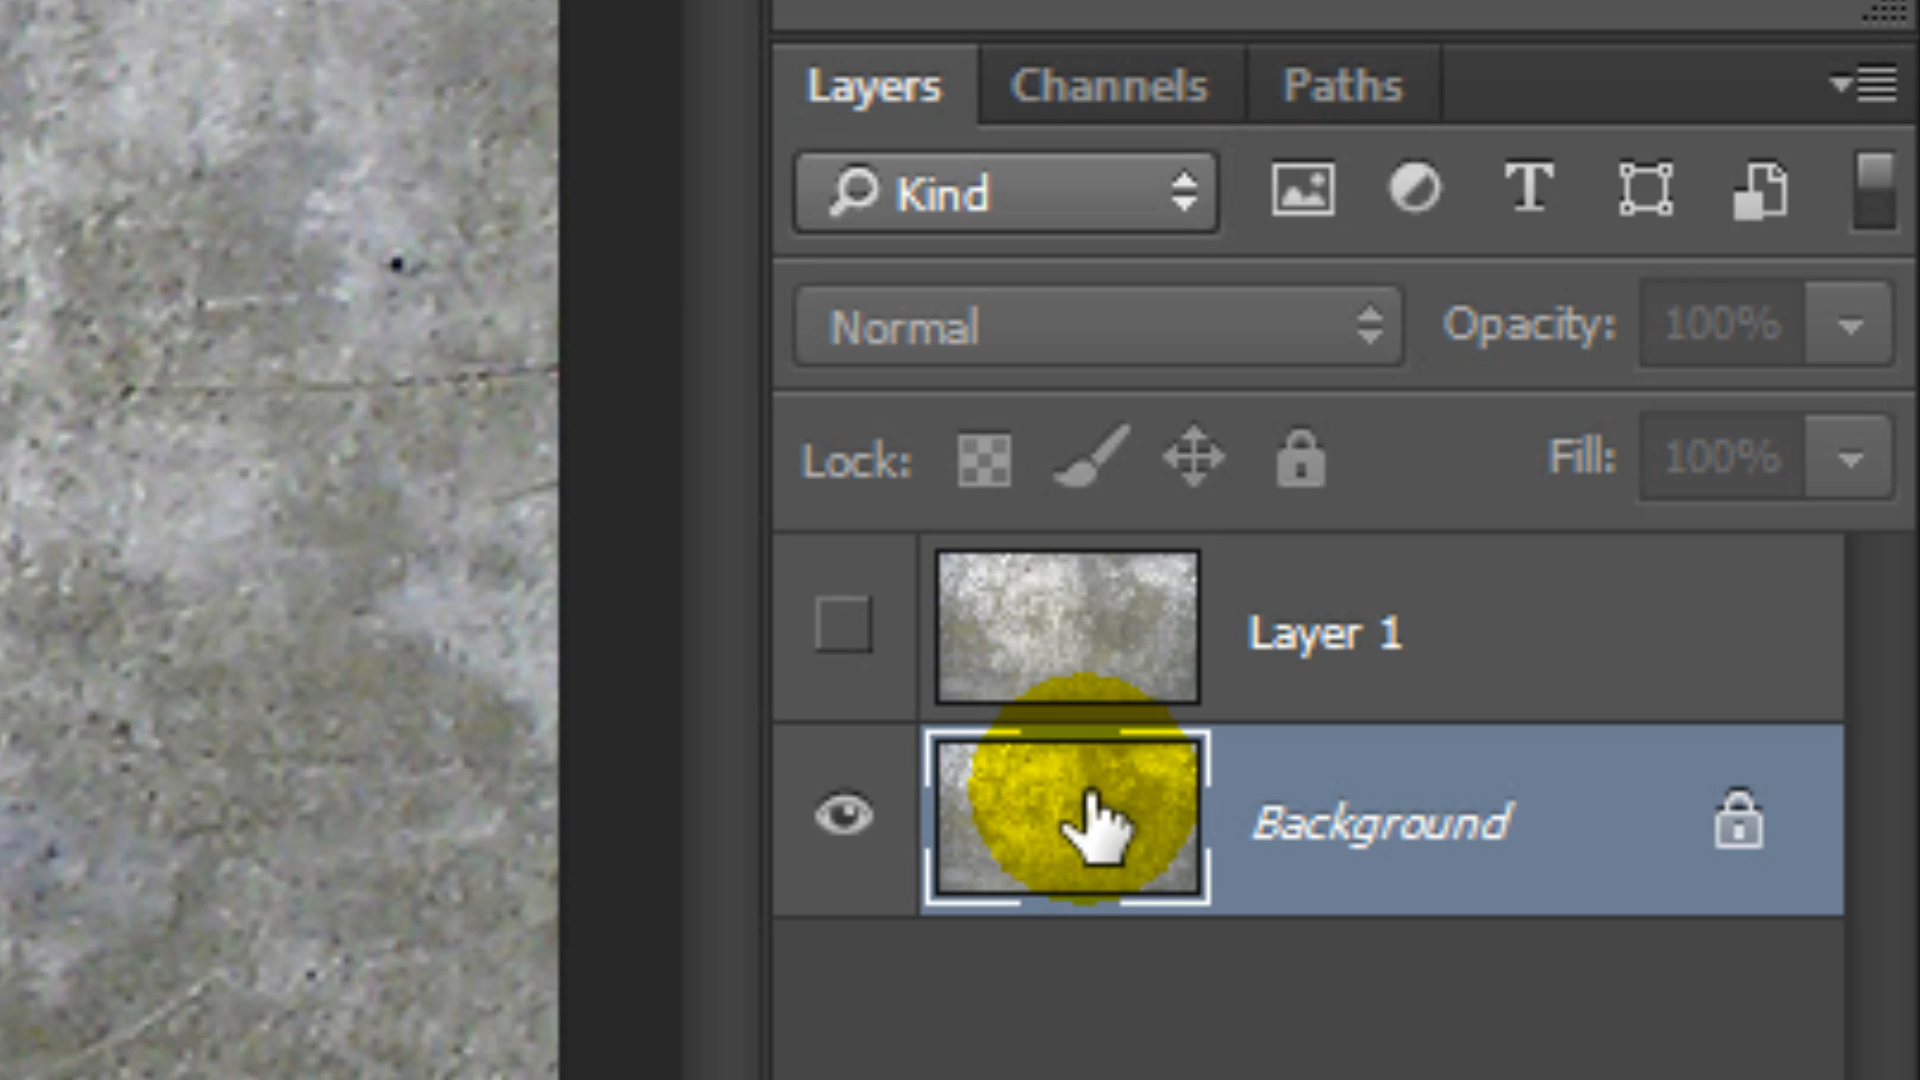 Layers Channels Paths
Kind T
Normal Opacity: 100%
Lock: Fill: 100%
Layer 1
Background